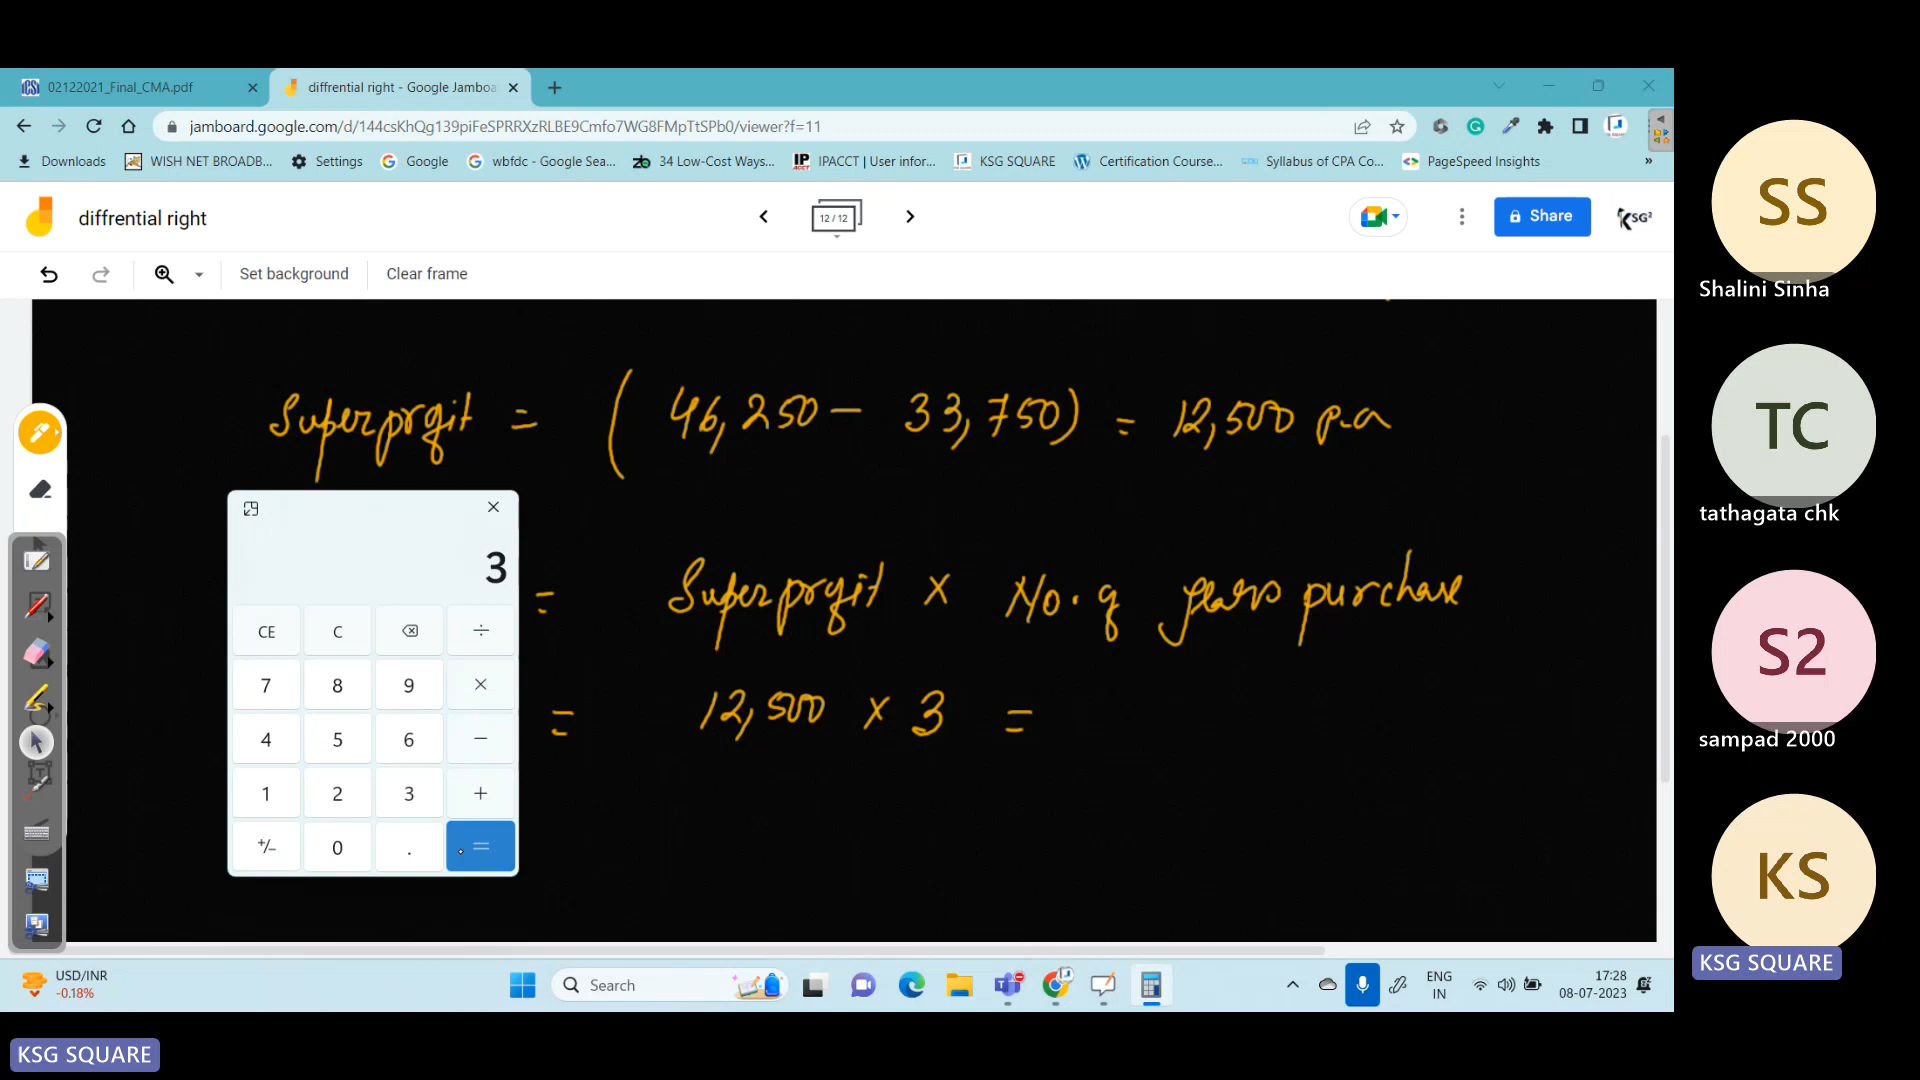 02122021_Final_CMA.pdf
diffrential right - Google Jamboa
jamboard.google.com/d/144csKhQg139piFeSPRRXzRLBE9Cmfo7WG8FMpTtSPb0/viewer?f=11
Downloads WISH NET BROADB... Settings Google wbfdc - Google Sea... 34 Low-Cost Ways... IPACCT | User infor... KSG SQUARE Certification Course... Syllabus of CPA Co... PageSpeed Insights »
diffrential right
12 / 12
Share
KSG²
Set background
Clear frame
Superprofit = ( 46,250 - 33,750) = 12,500 p.a
= Superprofit x No. of years purchase
= 12,500 x 3 =
3
CE C ÷
7 8 9 ×
4 5 6 −
1 2 3 +
+/− 0 . =
USD/INR
-0.18%
Search
ENG
IN
17:28
08-07-2023
SS
Shalini Sinha
TC
tathagata chk
S2
sampad 2000
KS
KSG SQUARE
KSG SQUARE